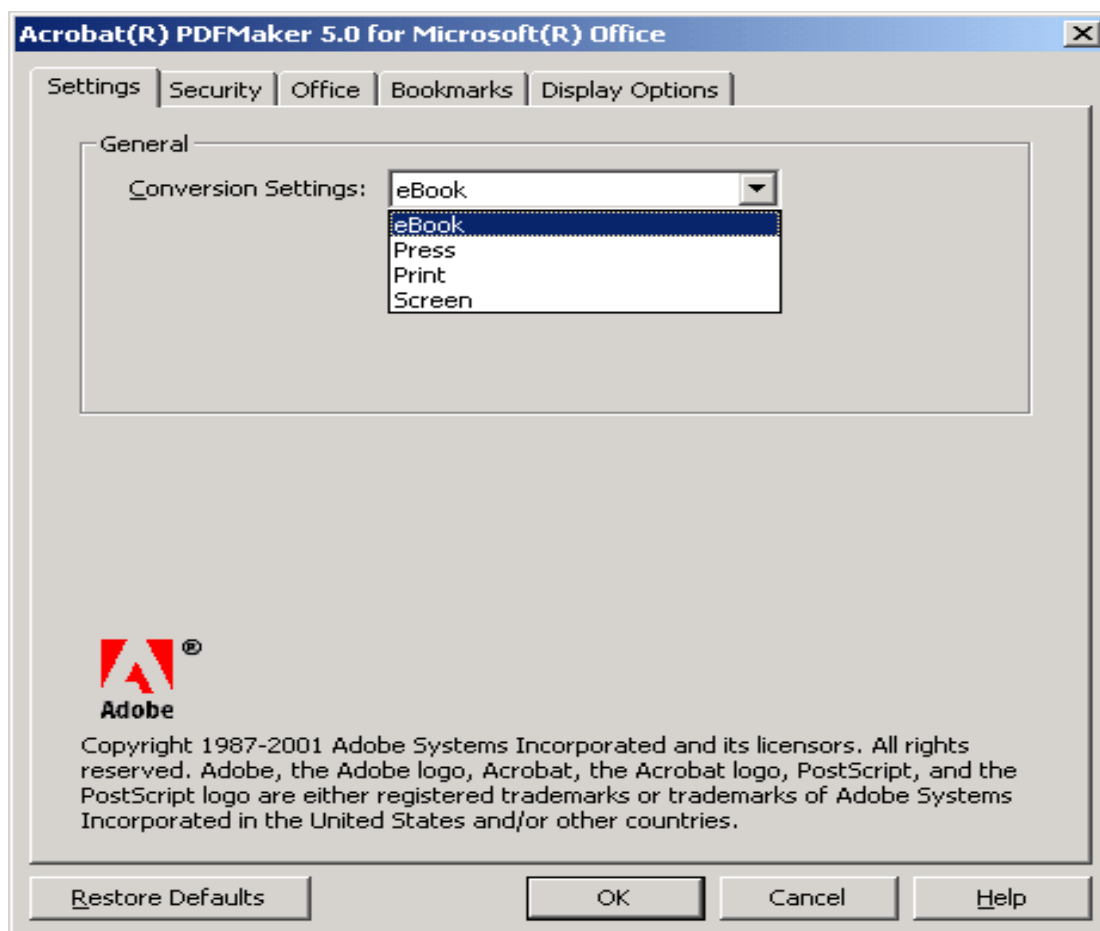 Acrobat(R) PDFMaker 5.0 for Microsoft(R) Office
Settings Security Office Bookmarks Display Options
General
Conversion Settings: eBook
eBook
Press
Print
Screen
®
Adobe
Copyright 1987-2001 Adobe Systems Incorporated and its licensors. All rights
reserved. Adobe, the Adobe logo, Acrobat, the Acrobat logo, PostScript, and the
PostScript logo are either registered trademarks or trademarks of Adobe Systems
Incorporated in the United States and/or other countries.
Restore Defaults OK Cancel Help